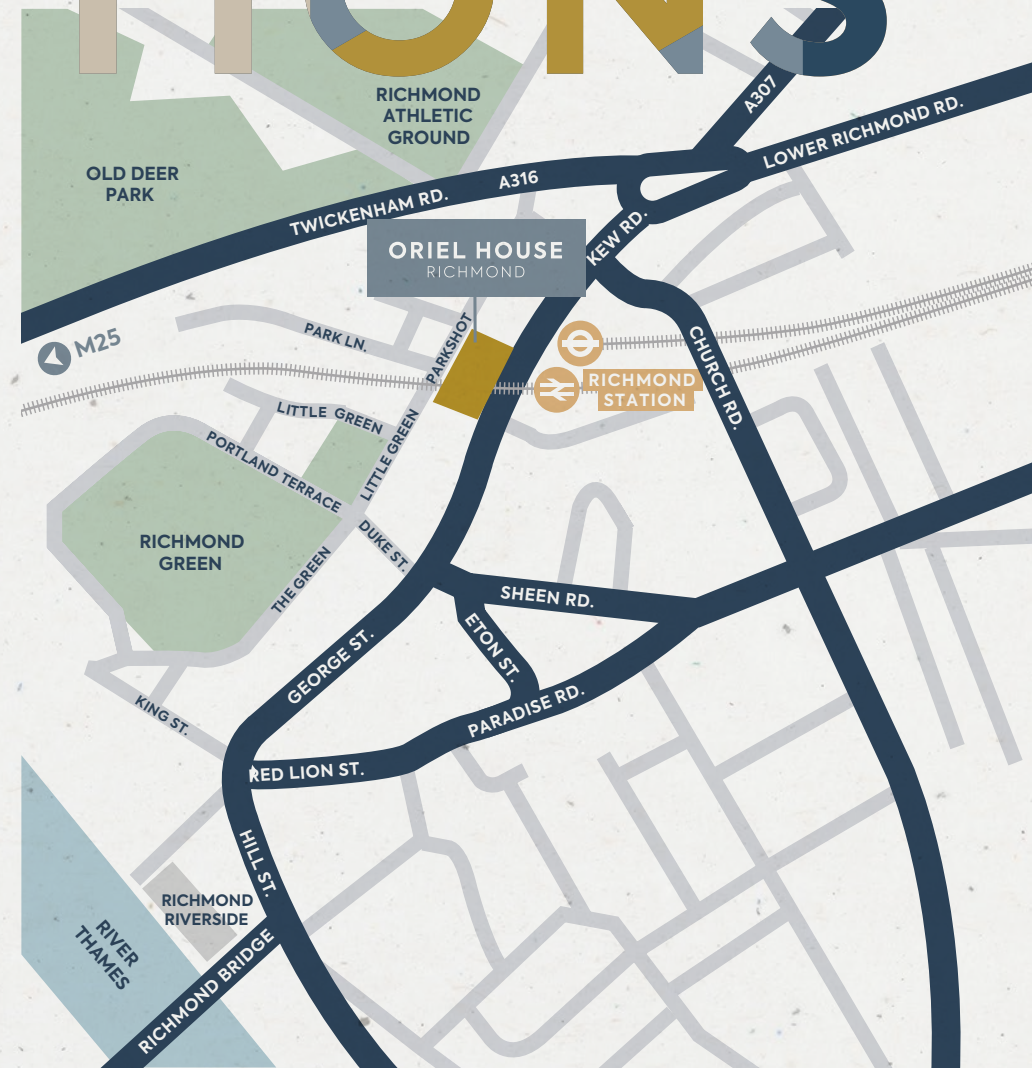 TIONS
RICHMOND
ATHLETIC
GROUND
A307
LOWER RICHMOND RD.
OLD DEER
PARK
A316
TWICKENHAM RD.
KEW RD.
ORIEL HOUSE
RICHMOND
M25
PARK LN.
PARKSHOT
CHURCH RD.
RICHMOND
STATION
LITTLE GREEN
LITTLE GREEN
PORTLAND TERRACE
RICHMOND
GREEN
DUKE ST.
THE GREEN
SHEEN RD.
ETON ST.
GEORGE ST.
PARADISE RD.
KING ST.
RED LION ST.
HILL ST.
RICHMOND
RIVERSIDE
RIVER
THAMES
RICHMOND BRIDGE